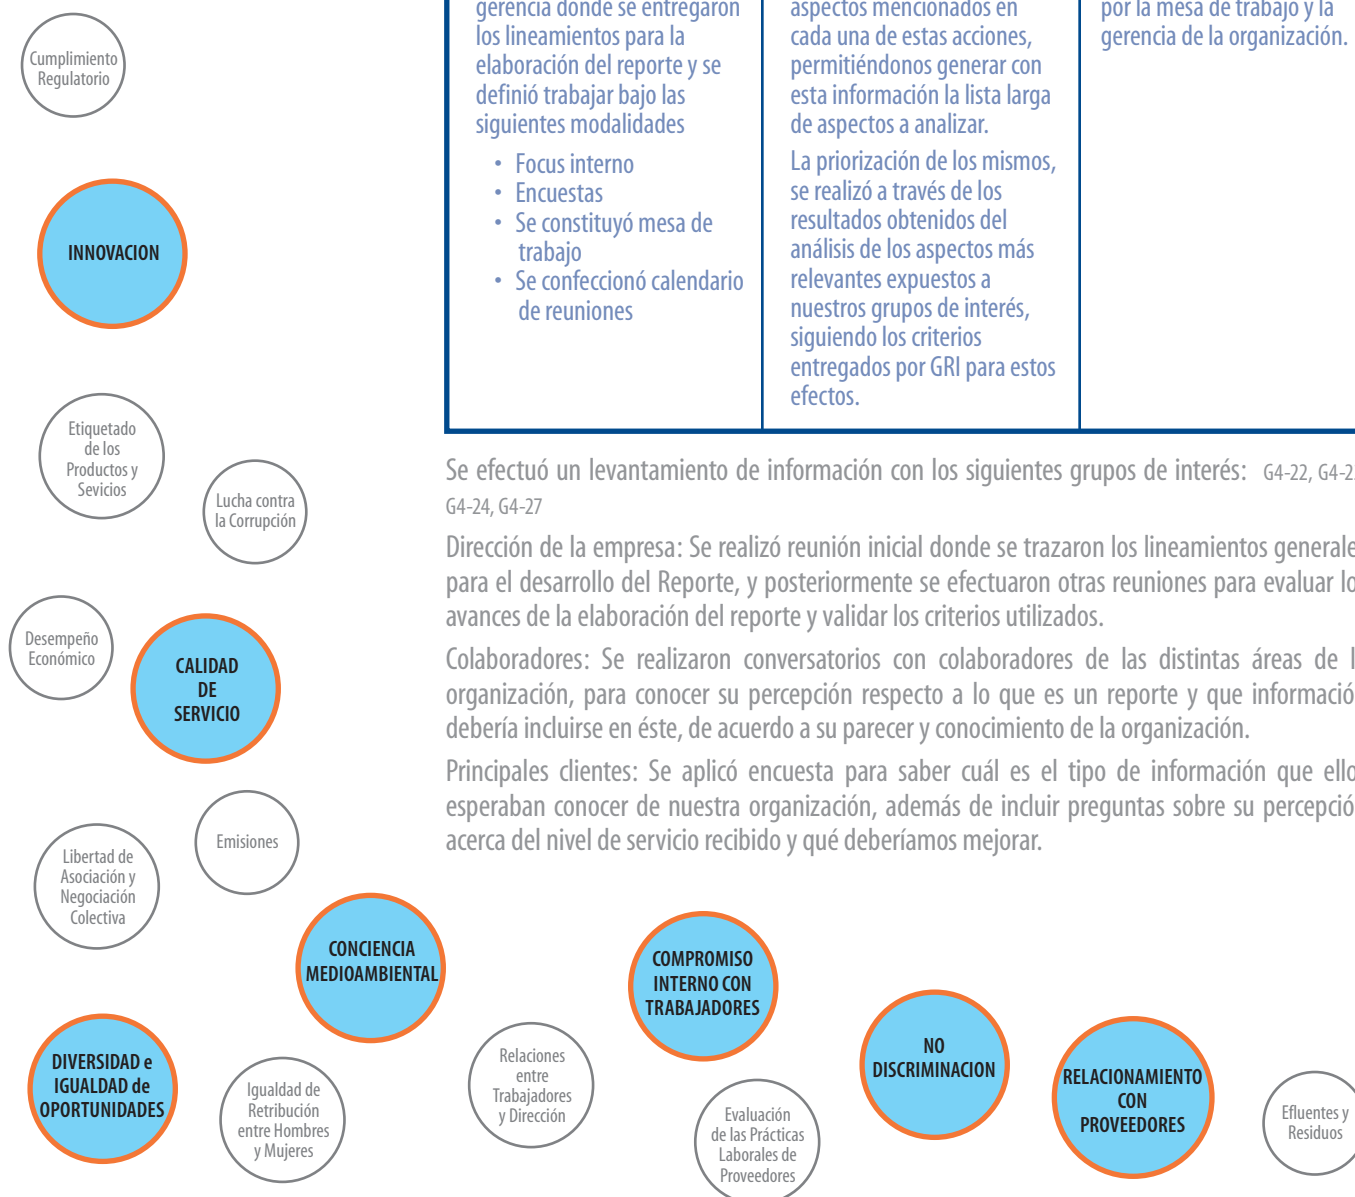 gerencia donde se entregaron
los lineamientos para la
elaboración del reporte y se
definió trabajar bajo las
siguientes modalidades
• Focus interno
• Encuestas
• Se constituyó mesa de
trabajo
• Se confeccionó calendario
de reuniones
aspectos mencionados en
cada una de estas acciones,
permitiéndonos generar con
esta información la lista larga
de aspectos a analizar.
La priorización de los mismos,
se realizó a través de los
resultados obtenidos del
análisis de los aspectos más
relevantes expuestos a
nuestros grupos de interés,
siguiendo los criterios
entregados por GRI para estos
efectos.
por la mesa de trabajo y la
gerencia de la organización.
Se efectuó un levantamiento de información con los siguientes grupos de interés: G4-22,
G4-24, G4-27
Dirección de la empresa: Se realizó reunión inicial donde se trazaron los lineamientos generale
para el desarrollo del Reporte, y posteriormente se efectuaron otras reuniones para evaluar lo
avances de la elaboración del reporte y validar los criterios utilizados.
Colaboradores: Se realizaron conversatorios con colaboradores de las distintas áreas de l
organización, para conocer su percepción respecto a lo que es un reporte y que informació
debería incluirse en éste, de acuerdo a su parecer y conocimiento de la organización.
Principales clientes: Se aplicó encuesta para saber cuál es el tipo de información que ello
esperaban conocer de nuestra organización, además de incluir preguntas sobre su percepció
acerca del nivel de servicio recibido y qué deberíamos mejorar.
Cumplimiento
Regulatorio
INNOVACION
Etiquetado
de los
Productos y
Sevicios
Lucha contra
la Corrupción
Desempeño
Económico
CALIDAD
DE
SERVICIO
Emisiones
Libertad de
Asociación y
Negociación
Colectiva
CONCIENCIA
MEDIOAMBIENTAL
COMPROMISO
INTERNO CON
TRABAJADORES
NO
DISCRIMINACION
DIVERSIDAD e
IGUALDAD de
OPORTUNIDADES
Igualdad de
Retribución
entre Hombres
y Mujeres
Relaciones
entre
Trabajadores
y Dirección
Evaluación
de las Prácticas
Laborales de
Proveedores
RELACIONAMIENTO
CON
PROVEEDORES
Efluentes y
Residuos